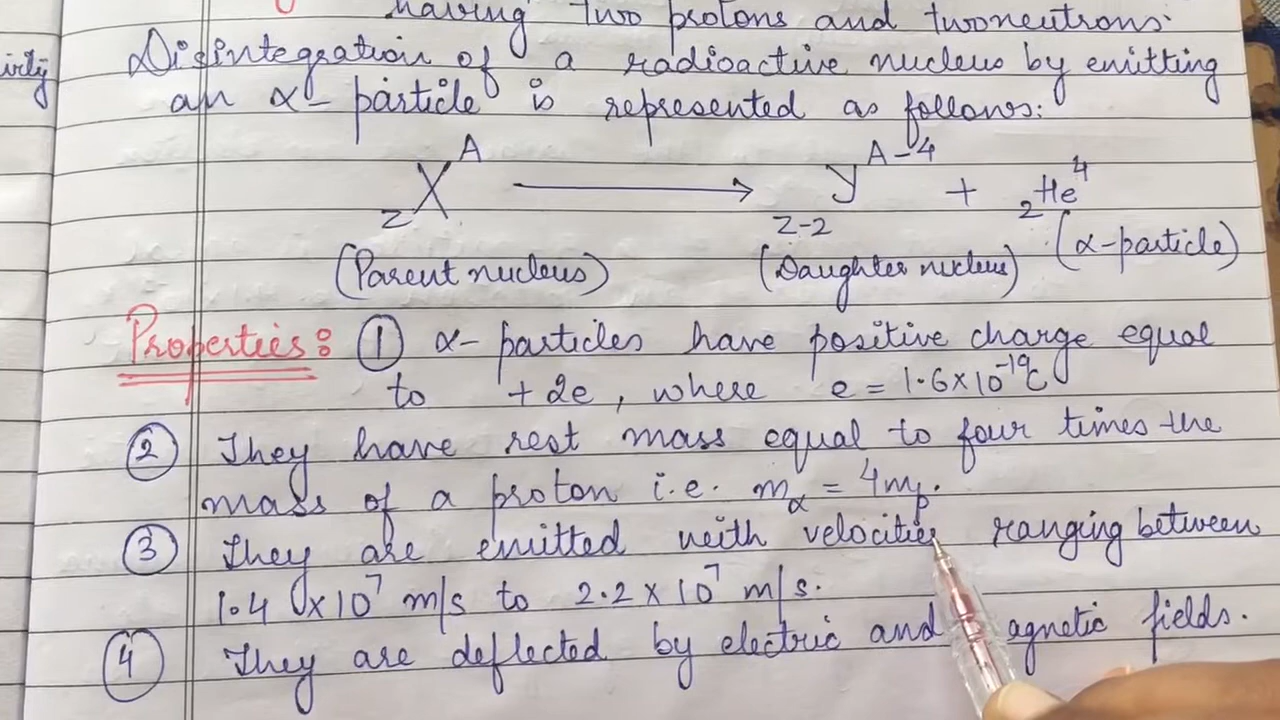 having two protons and two neutrons.
Disintegration of a radioactive nucleus by emitting
an α- particle is represented as follows:
zX^A ⟶ z-2Y^A-4 + 2He^4
(Parent nucleus) (Daughter nucleus) (α-particle)
Properties: ① α- particles have positive charge equal
to +2e, where e = 1.6×10^-19 C
② They have rest mass equal to four times the
mass of a proton i.e. mα = 4mp.
③ They are emitted with velocities ranging between
1.4 × 10^7 m/s to 2.2 × 10^7 m/s.
④ They are deflected by electric and agnetic fields.